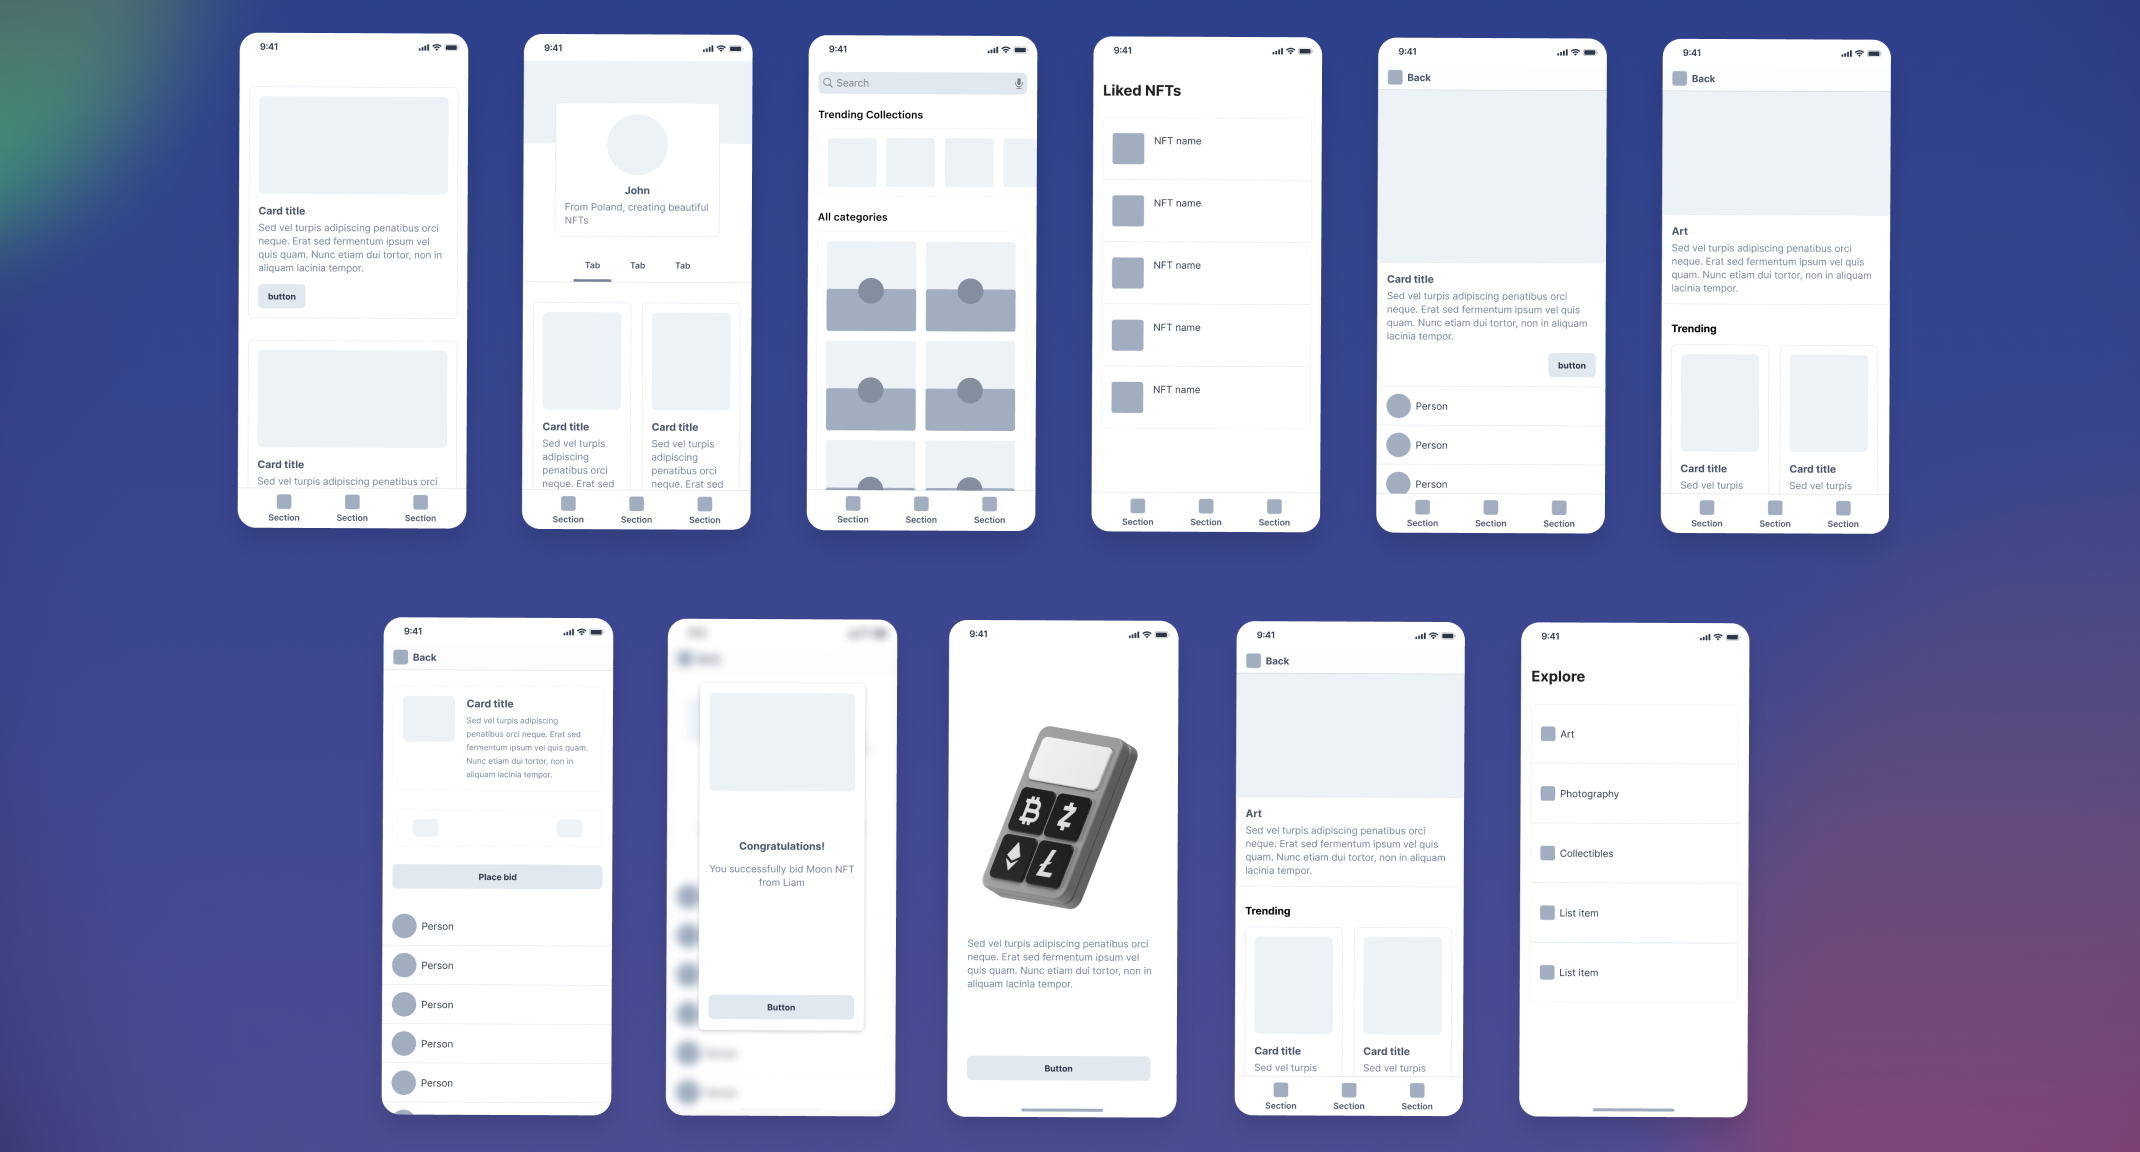 9:41
Card title
Sed vel turpis adipiscing penatibus orci
neque. Erat sed fermentum ipsum vel
quis quam. Nunc etiam dui tortor, non in
aliquam lacinia tempor.
button
Card title
Sed vel turpis adipiscing penatibus orci
Section Section Section
9:41
John
From Poland, creating beautiful
NFTs
Tab Tab Tab
Card title
Sed vel turpis
adipiscing
penatibus orci
neque. Erat sed
Card title
Sed vel turpis
adipiscing
penatibus orci
neque. Erat sed
Section Section Section
9:41
Search
Trending Collections
All categories
Section Section Section
9:41
Liked NFTs
NFT name
NFT name
NFT name
NFT name
NFT name
Section Section Section
9:41
Back
Card title
Sed vel turpis adipiscing penatibus orci
neque. Erat sed fermentum ipsum vel quis
quam. Nunc etiam dui tortor, non in aliquam
lacinia tempor.
button
Person
Person
Person
Section Section Section
9:41
Back
Art
Sed vel turpis adipiscing penatibus orci
neque. Erat sed fermentum ipsum vel quis
quam. Nunc etiam dui tortor, non in aliquam
lacinia tempor.
Trending
Card title
Sed vel turpis
Card title
Sed vel turpis
Section Section Section
9:41
Back
Card title
Sed vel turpis adipiscing
penatibus orci neque. Erat sed
fermentum ipsum vel quis quam.
Nunc etiam dui tortor, non in
aliquam lacinia tempor.
Place bid
Person
Person
Person
Person
Person
Congratulations!
You successfully bid Moon NFT
from Liam
Button
9:41
Sed vel turpis adipiscing penatibus orci
neque. Erat sed fermentum ipsum vel
quis quam. Nunc etiam dui tortor, non in
aliquam lacinia tempor.
Button
9:41
Back
Art
Sed vel turpis adipiscing penatibus orci
neque. Erat sed fermentum ipsum vel quis
quam. Nunc etiam dui tortor, non in aliquam
lacinia tempor.
Trending
Card title
Sed vel turpis
Card title
Sed vel turpis
Section Section Section
9:41
Explore
Art
Photography
Collectibles
List item
List item